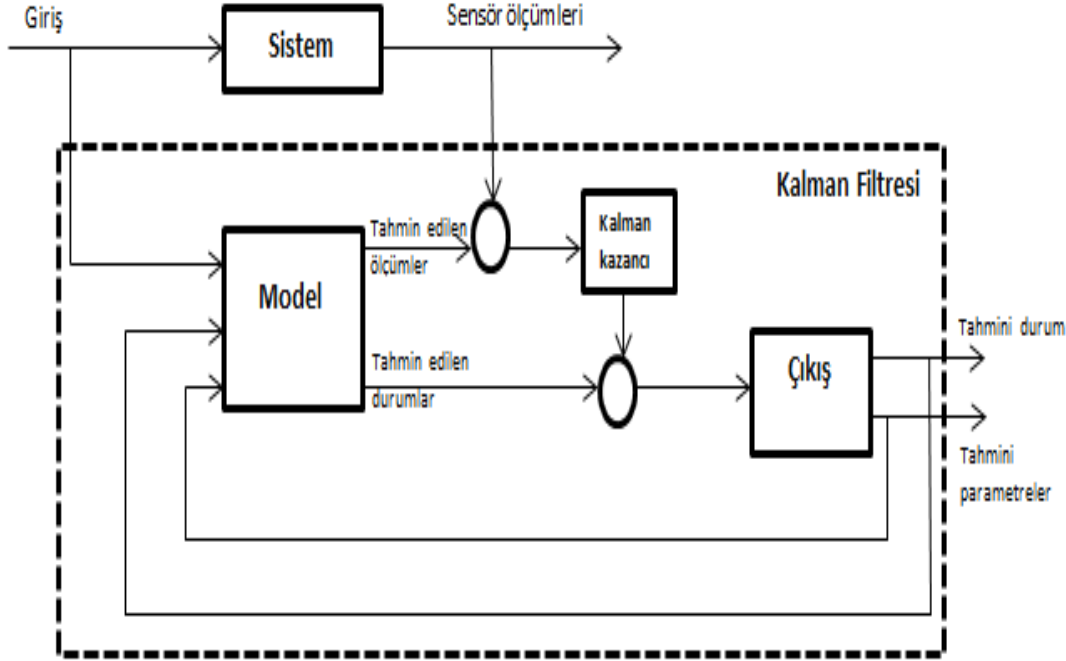 Giriş
Sensör ölçümleri
Sistem
Kalman Filtresi
Tahmin edilen
ölçümler
Kalman
kazancı
Model
Tahmin edilen
durumlar
Çıkış
Tahmini durum
Tahmini
parametreler